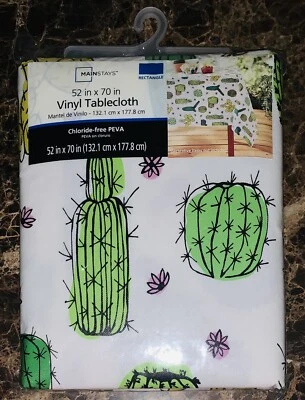 MAINSTAYS™
RECTANGLE
52 in x 70 in
Vinyl Tablecloth
Mantel de Vinilo - 132.1 cm x 177.8 cm
Chloride-free PEVA
PEVA sin cloruro
52 in x 70 in (132.1 cm x 177.8 cm)